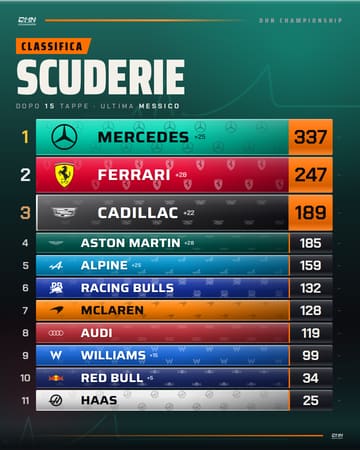 CHN
CHN CHAMPIONSHIP
CLASSIFICA
SCUDERIE
DOPO 15 TAPPE · ULTIMA MESSICO
1 MERCEDES +25 337
2 FERRARI +28 247
3 CADILLAC +22 189
4 ASTON MARTIN +28 185
5 ALPINE +25 159
6 RACING BULLS 132
7 MCLAREN 128
8 AUDI 119
9 WILLIAMS +15 99
10 RED BULL +5 34
11 HAAS 25
CHN